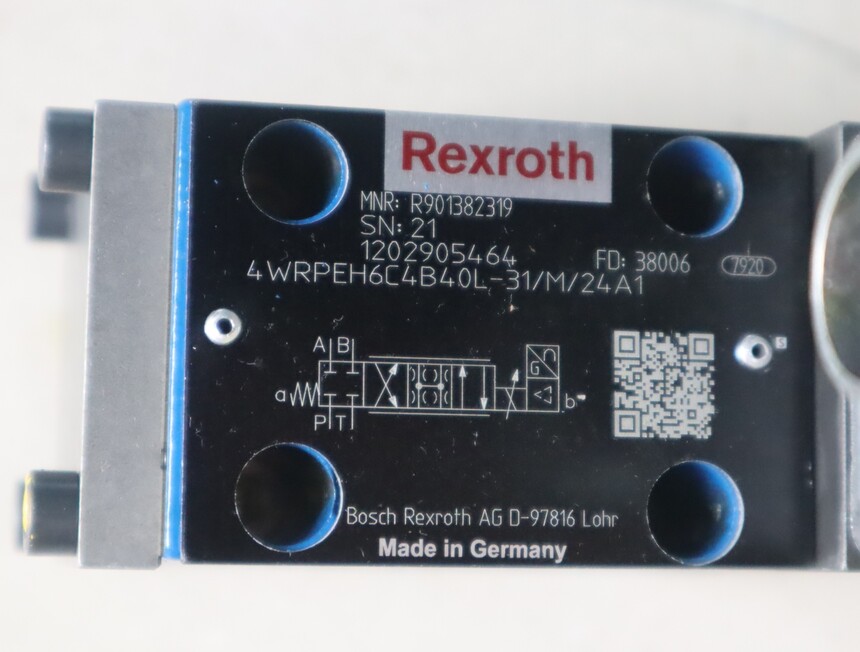 Rexroth
MNR: R901382319
SN: 21
1202905464
FD: 38006
7920
4WRPEH6C4B40L-31/M/24A1
A B
a
b
P T
G U
Bosch Rexroth AG D-97816 Lohr
Made in Germany